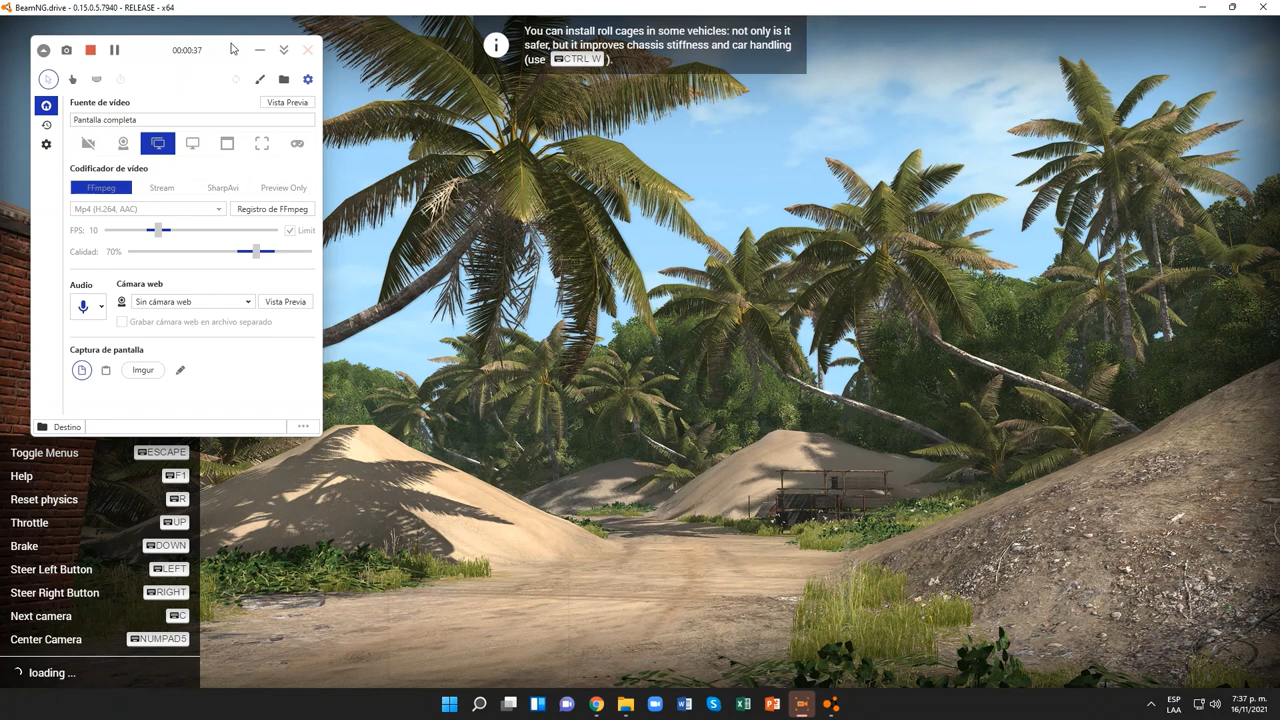 BeamNG.drive - 0.15.0.5.7940 - RELEASE - x64
You can install roll cages in some vehicles: not only is it
safer, but it improves chassis stiffness and car handling
(use CTRL W ).
00:00:37
Fuente de vídeo
Vista Previa
Pantalla completa
Codificador de vídeo
FFmpeg Stream SharpAvi Preview Only
Mp4 (H.264, AAC)
Registro de FFmpeg
FPS: 10
Limit
Calidad: 70%
Audio
Cámara web
Sin cámara web
Vista Previa
Grabar cámara web en archivo separado
Captura de pantalla
Imgur
Destino
Toggle Menus ESCAPE
Help F1
Reset physics R
Throttle UP
Brake DOWN
Steer Left Button LEFT
Steer Right Button RIGHT
Next camera C
Center Camera NUMPAD5
loading ...
ESP
LAA
7:37 p. m.
16/11/2021